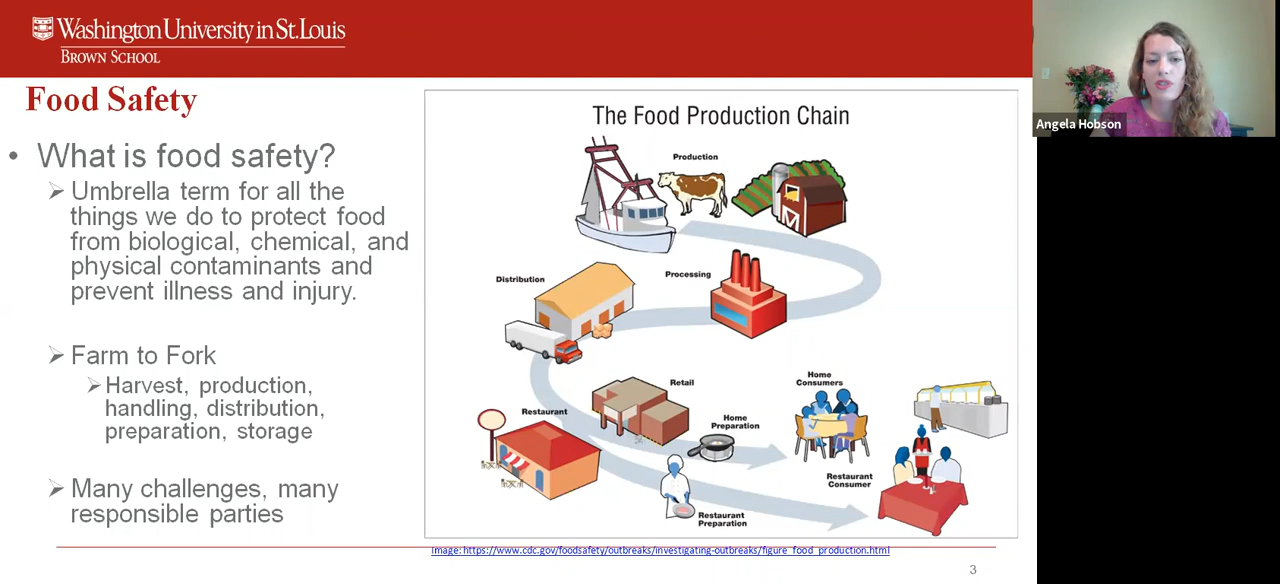 Washington University in St. Louis
BROWN SCHOOL
Food Safety
• What is food safety?
➢ Umbrella term for all the
things we do to protect food
from biological, chemical, and
physical contaminants and
prevent illness and injury.
➢ Farm to Fork
➢ Harvest, production,
handling, distribution,
preparation, storage
➢ Many challenges, many
responsible parties
The Food Production Chain
Production
Processing
Distribution
Retail
Restaurant
Home
Preparation
Home
Consumers
Restaurant
Preparation
Restaurant
Consumer
Image: https://www.cdc.gov/foodsafety/outbreaks/investigating-outbreaks/figure_food_production.html
3
Angela Hobson